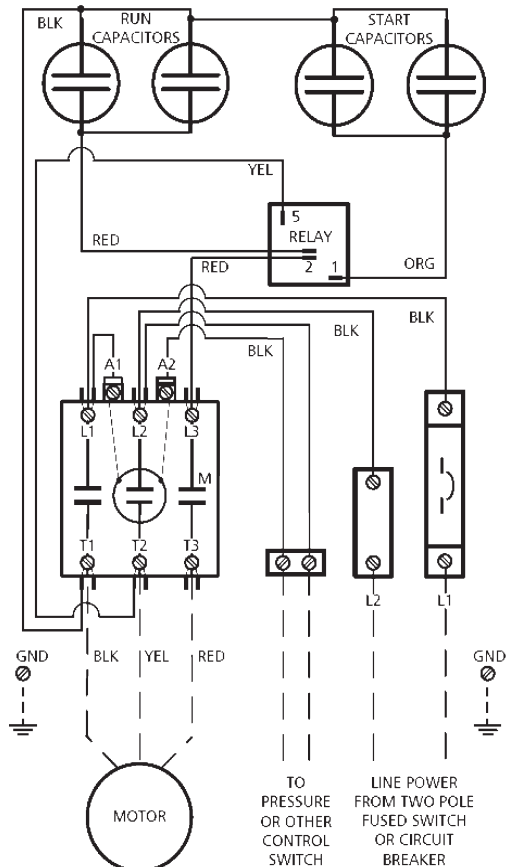 BLK
RUN
CAPACITORS
START
CAPACITORS
YEL
5
RELAY
2 1
RED
RED
ORG
BLK
BLK
BLK
A1 A2
L1 L2 L3
M
T1 T2 T3
L2 L1
GND BLK YEL RED GND
MOTOR
TO
PRESSURE
OR OTHER
CONTROL
SWITCH
LINE POWER
FROM TWO POLE
FUSED SWITCH
OR CIRCUIT
BREAKER